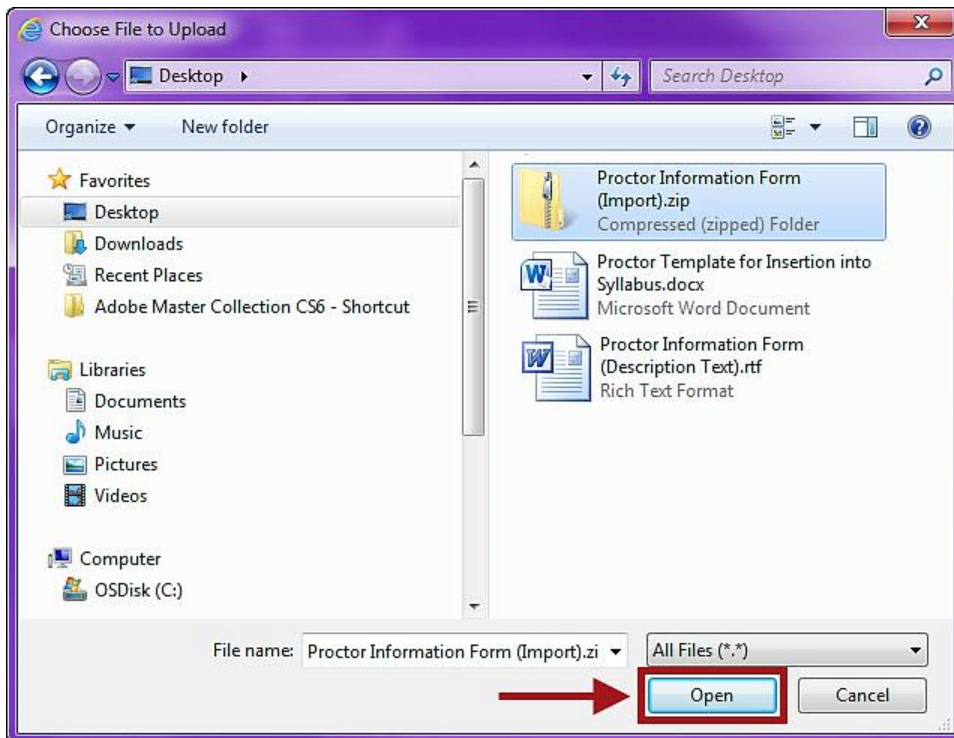 Choose File to Upload
Desktop
Search Desktop
Organize
New folder
Favorites
Desktop
Downloads
Recent Places
Adobe Master Collection CS6 - Shortcut
Libraries
Documents
Music
Pictures
Videos
Computer
OSDisk (C:)
Proctor Information Form
(Import).zip
Compressed (zipped) Folder
Proctor Template for Insertion into
Syllabus.docx
Microsoft Word Document
Proctor Information Form
(Description Text).rtf
Rich Text Format
File name:
Proctor Information Form (Import).zi
All Files (*.*)
Open
Cancel